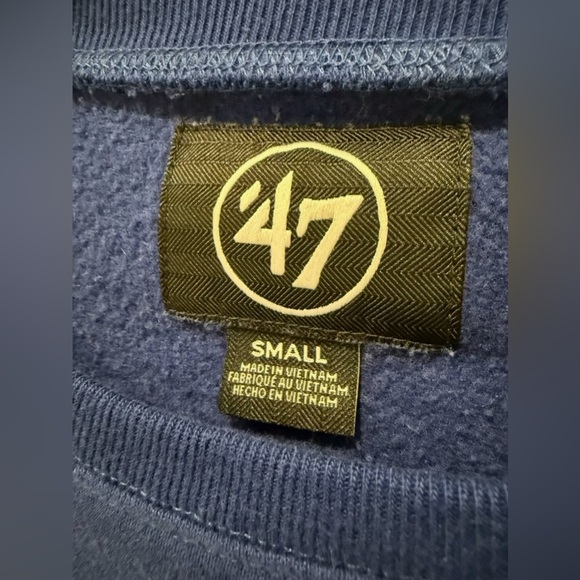 '47
SMALL
MADE IN VIETNAM
FABRIQUÉ AU VIETNAM
HECHO EN VIETNAM